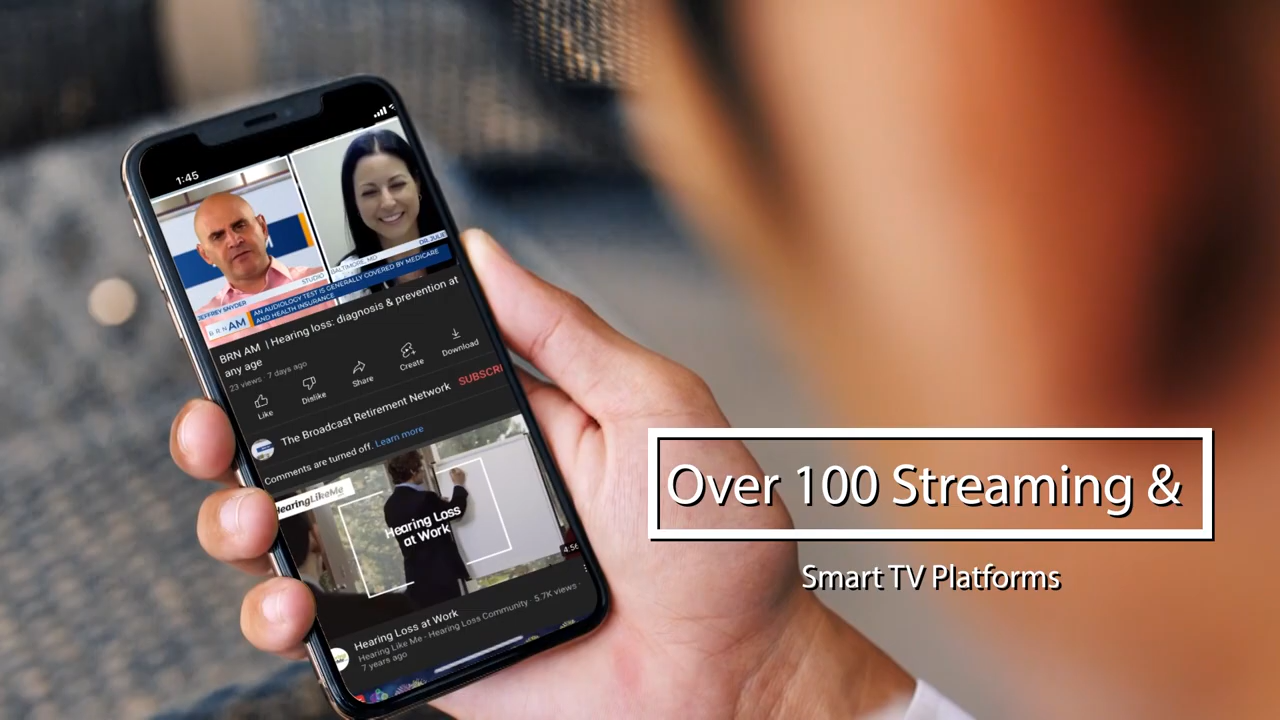 1:45
JEFFREY SNYDER
STUDIO
BALTIMORE, MD
DR. JULIE
BRN AM
AN AUDIOLOGY TEST IS GENERALLY COVERED BY MEDICARE
AND HEALTH INSURANCE
BRN AM | Hearing loss: diagnosis & prevention at
any age
23 views · 7 days ago
Like
Dislike
Share
Create
Download
The Broadcast Retirement Network
SUBSCRI
Comments are turned off. Learn more
HearingLikeMe
Hearing Loss
at Work
4:56
Hearing Loss at Work
Hearing Like Me - Hearing Loss Community · 5.7K views ·
7 years ago
Over 100 Streaming &
Smart TV Platforms